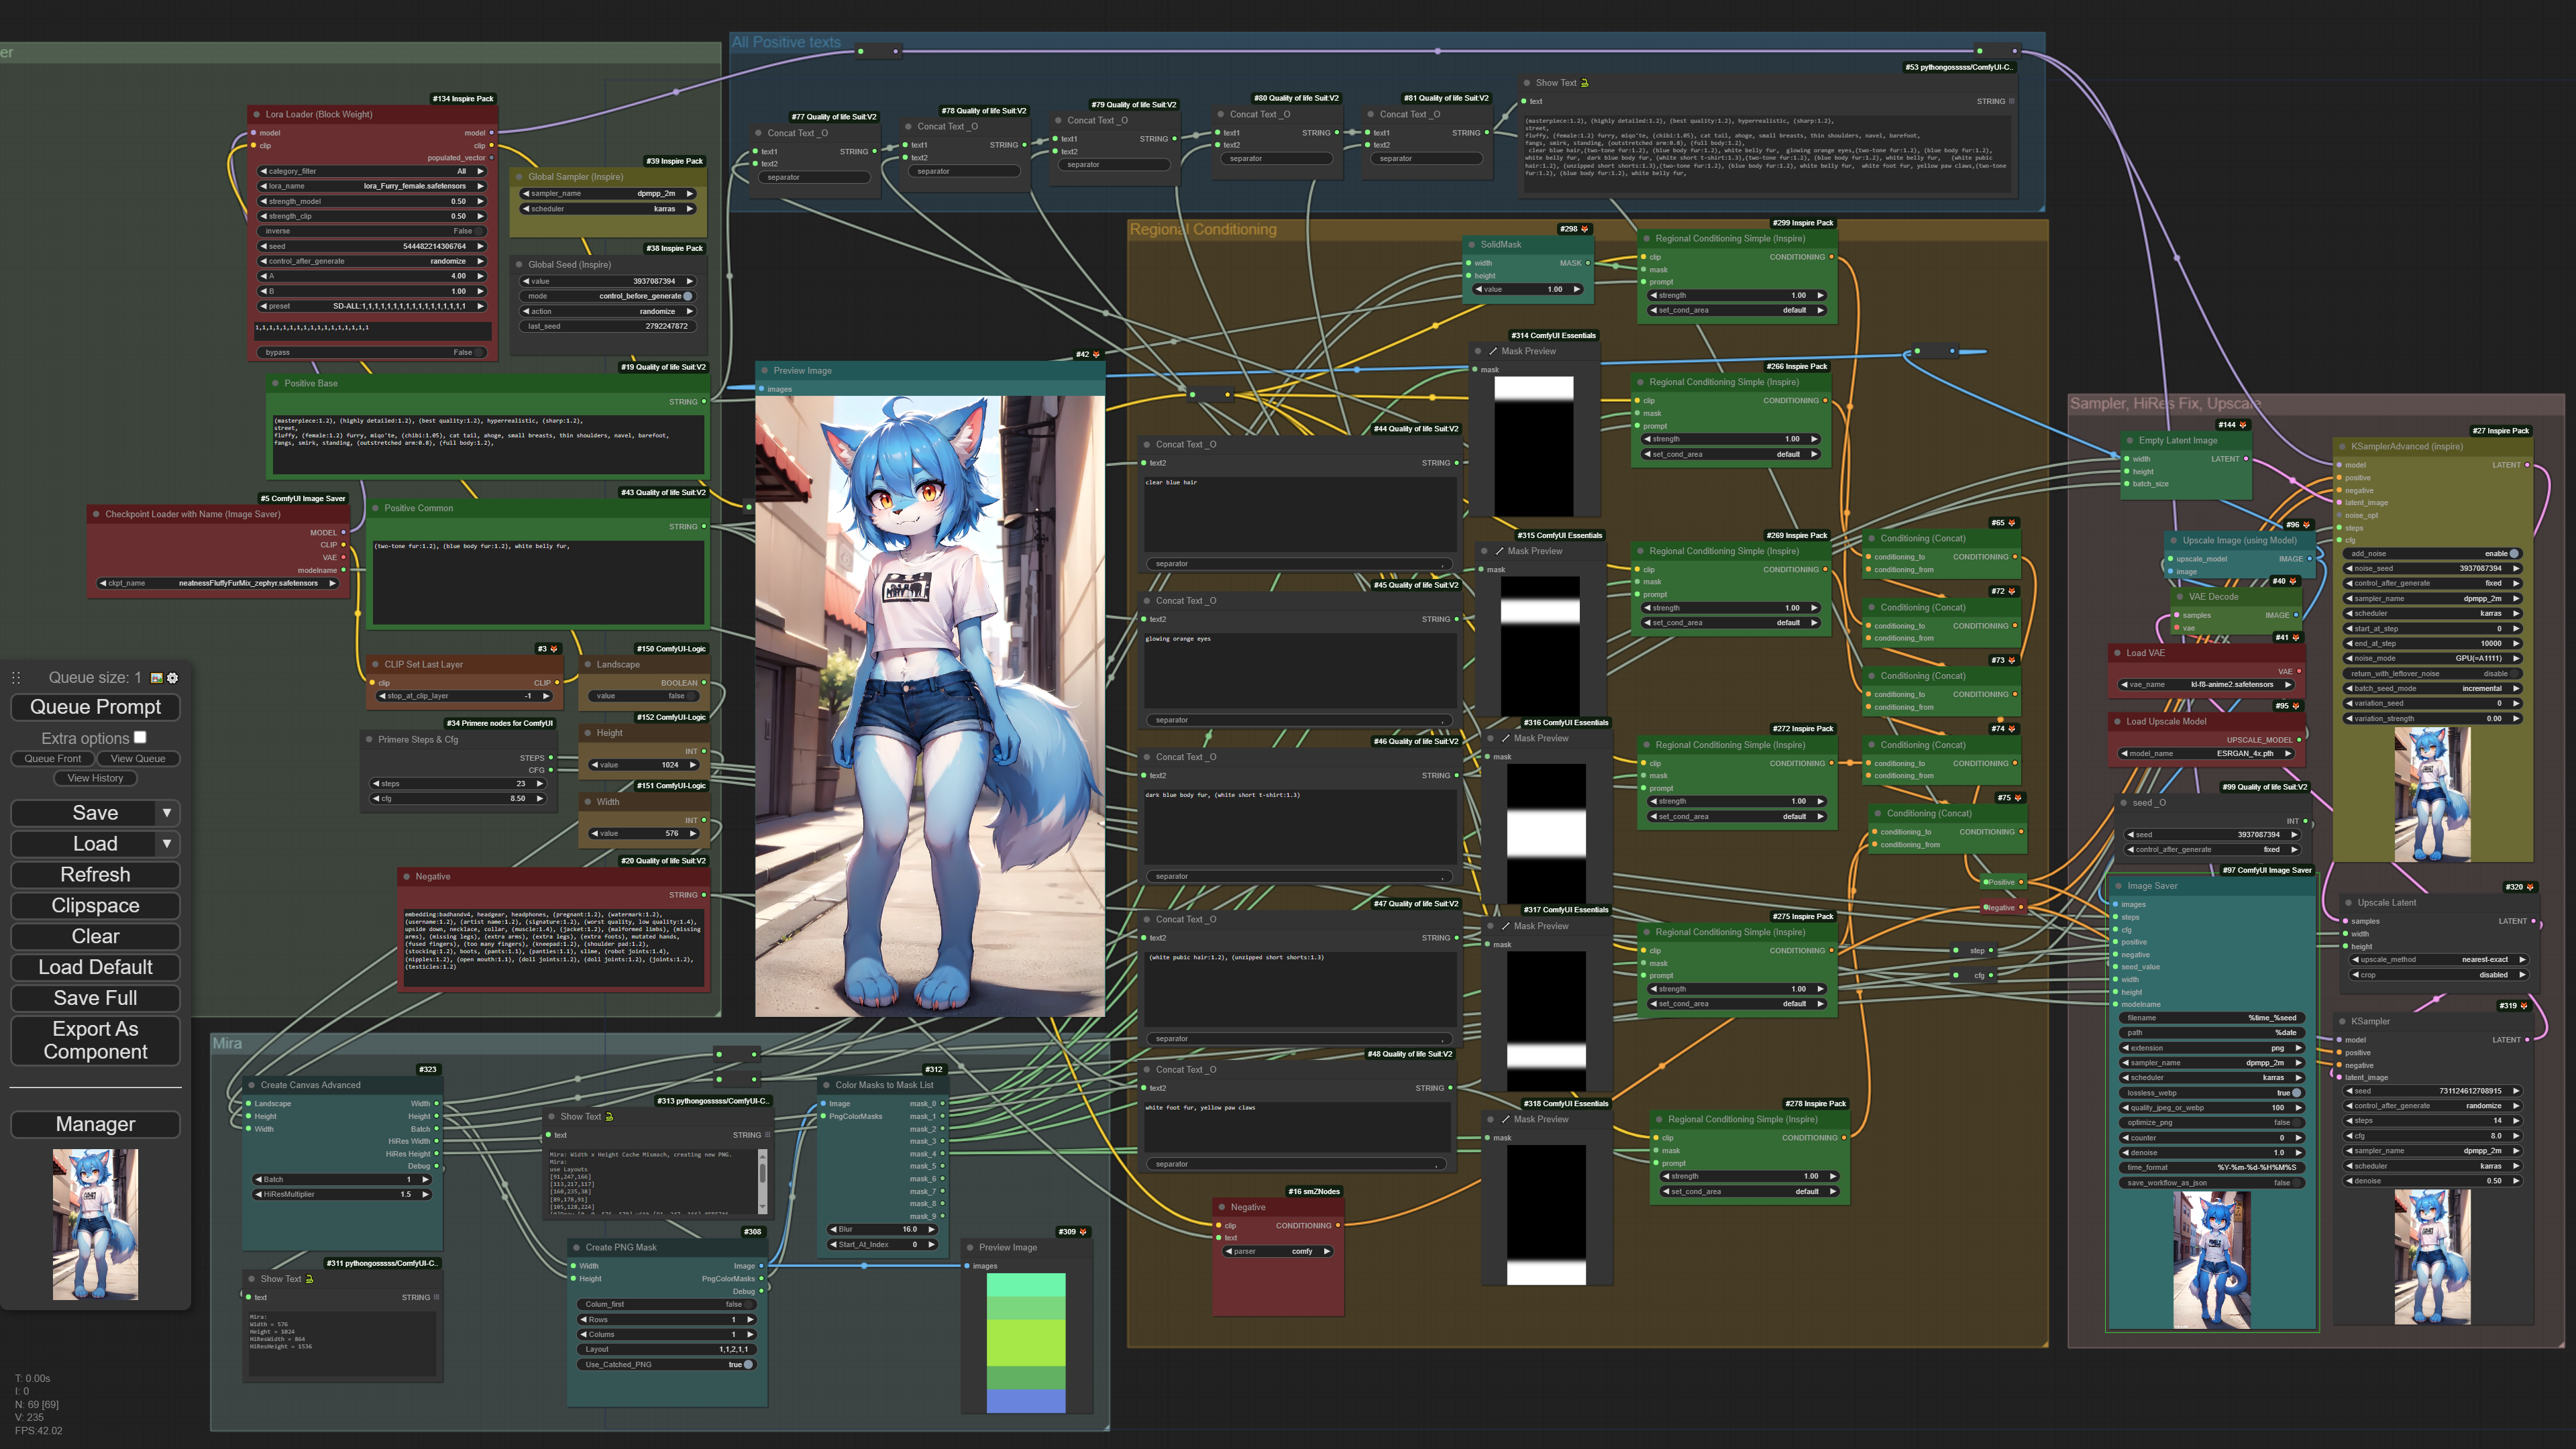 er
#134 Inspire Pack
Lora Loader (Block Weight)
model
model
clip
clip
populated_vector
category_filter
All
lora_name
lora_Furry_female.safetensors
strength_model
0.50
strength_clip
0.50
inverse
False
seed
544482214306764
control_after_generate
randomize
A
4.00
B
1.00
preset
SD-ALL:1,1,1,1,1,1,1,1,1,1,1,1,1,1,1,1,1
1,1,1,1,1,1,1,1,1,1,1,1,1,1,1,1,1
bypass
False
#39 Inspire Pack
Global Sampler (Inspire)
sampler_name
dpmpp_2m
scheduler
karras
#38 Inspire Pack
Global Seed (Inspire)
value
3937087394
mode
control_before_generate
action
randomize
last_seed
2792247872
#19 Quality of life Suit:V2
Positive Base
STRING
(masterpiece:1.2), (highly detailed:1.2), (best quality:1.2), hyperrealistic, (sharp:1.2),
street,
fluffy, (female:1.2) furry, miqo'te, (chibi:1.05), cat tail, ahoge, small breasts, thin shoulders, navel, barefoot,
fangs, smirk, standing, (outstretched arm:0.8), (full body:1.2),
#5 ComfyUI Image Saver
Checkpoint Loader with Name (Image Saver)
MODEL
CLIP
VAE
modelname
ckpt_name
neatnessFluffyFurMix_zephyr.safetensors
#43 Quality of life Suit:V2
Positive Common
STRING
(two-tone fur:1.2), (blue body fur:1.2), white belly fur,
#3
CLIP Set Last Layer
clip
CLIP
stop_at_clip_layer
-1
#150 ComfyUI-Logic
Landscape
BOOLEAN
value
false
#34 Primere nodes for ComfyUI
Primere Steps & Cfg
STEPS
CFG
steps
23
cfg
8.50
#152 ComfyUI-Logic
Height
INT
value
1024
#151 ComfyUI-Logic
Width
INT
value
576
#20 Quality of life Suit:V2
Negative
STRING
embedding:badhandv4, headgear, headphones, (pregnant:1.2), (watermark:1.2),
(username:1.2), (artist name:1.2), (signature:1.2), (worst quality, low quality:1.4),
upside down, necklace, collar, (muscle:1.4), (jacket:1.2), (malformed limbs), (missing
arms), (missing legs), (extra arms), (extra legs), (extra foots), mutated hands,
(fused fingers), (too many fingers), (kneepad:1.2), (shoulder pad:1.2),
(stocking:1.2), boots, (pants:1.1), (panties:1.1), slime, (robot joints:1.4),
(nipples:1.2), (open mouth:1.1), (doll joints:1.2), (doll joints:1.2), (joints:1.2),
(testicles:1.2)
Queue size: 1
Queue Prompt
Extra options
Queue Front
View Queue
View History
Save
Load
Refresh
Clipspace
Clear
Load Default
Save Full
Export As
Component
Manager
T: 0.00s
I: 0
N: 69 [69]
V: 235
FPS:42.02
All Positive texts
#77 Quality of life Suit:V2
Concat Text _O
text1
STRING
text2
separator
#78 Quality of life Suit:V2
Concat Text _O
text1
STRING
text2
separator
#79 Quality of life Suit:V2
Concat Text _O
text1
STRING
text2
separator
#80 Quality of life Suit:V2
Concat Text _O
text1
STRING
text2
separator
#81 Quality of life Suit:V2
Concat Text _O
text1
STRING
text2
separator
#53 pythongosssss/ComfyUI-C..
Show Text
text
STRING
(masterpiece:1.2), (highly detailed:1.2), (best quality:1.2), hyperrealistic, (sharp:1.2),
street,
fluffy, (female:1.2) furry, miqo'te, (chibi:1.05), cat tail, ahoge, small breasts, thin shoulders, navel, barefoot,
fangs, smirk, standing, (outstretched arm:0.8), (full body:1.2),
clear blue hair,(two-tone fur:1.2), (blue body fur:1.2), white belly fur, glowing orange eyes,(two-tone fur:1.2), (blue body fur:1.2),
white belly fur, dark blue body fur, (white short t-shirt:1.3),(two-tone fur:1.2), (blue body fur:1.2), white belly fur, (white pubic
hair:1.2), (unzipped short shorts:1.3),(two-tone fur:1.2), (blue body fur:1.2), white belly fur, white foot fur, yellow paw claws,(two-tone
fur:1.2), (blue body fur:1.2), white belly fur,
#42
Preview Image
images
Regional Conditioning
#298
SolidMask
width
MASK
height
value
1.00
#299 Inspire Pack
Regional Conditioning Simple (Inspire)
clip
CONDITIONING
mask
prompt
strength
1.00
set_cond_area
default
#314 ComfyUI Essentials
Mask Preview
mask
#266 Inspire Pack
Regional Conditioning Simple (Inspire)
clip
CONDITIONING
mask
prompt
strength
1.00
set_cond_area
default
#44 Quality of life Suit:V2
Concat Text _O
text2
STRING
clear blue hair
separator
,
#315 ComfyUI Essentials
Mask Preview
mask
#269 Inspire Pack
Regional Conditioning Simple (Inspire)
clip
CONDITIONING
mask
prompt
strength
1.00
set_cond_area
default
#45 Quality of life Suit:V2
Concat Text _O
text2
STRING
glowing orange eyes
separator
,
#316 ComfyUI Essentials
Mask Preview
mask
#272 Inspire Pack
Regional Conditioning Simple (Inspire)
clip
CONDITIONING
mask
prompt
strength
1.00
set_cond_area
default
#46 Quality of life Suit:V2
Concat Text _O
text2
STRING
dark blue body fur, (white short t-shirt:1.3)
separator
,
#317 ComfyUI Essentials
Mask Preview
mask
#275 Inspire Pack
Regional Conditioning Simple (Inspire)
clip
CONDITIONING
mask
prompt
strength
1.00
set_cond_area
default
#47 Quality of life Suit:V2
Concat Text _O
text2
STRING
(white pubic hair:1.2), (unzipped short shorts:1.3)
separator
,
#318 ComfyUI Essentials
Mask Preview
mask
#278 Inspire Pack
Regional Conditioning Simple (Inspire)
clip
CONDITIONING
mask
prompt
strength
1.00
set_cond_area
default
#48 Quality of life Suit:V2
Concat Text _O
text2
STRING
white foot fur, yellow paw claws
separator
,
#16 smZNodes
Negative
clip
CONDITIONING
text
parser
comfy
#65
Conditioning (Concat)
conditioning_to
CONDITIONING
conditioning_from
#72
Conditioning (Concat)
conditioning_to
CONDITIONING
conditioning_from
#73
Conditioning (Concat)
conditioning_to
CONDITIONING
conditioning_from
#74
Conditioning (Concat)
conditioning_to
CONDITIONING
conditioning_from
#75
Conditioning (Concat)
conditioning_to
CONDITIONING
conditioning_from
Positive
Negative
step
cfg
Mira
#323
Create Canvas Advanced
Landscape
Width
Height
Height
Width
Batch
HiRes Width
HiRes Height
Debug
Batch
1
HiResMultiplier
1.5
#311 pythongosssss/ComfyUI-C..
Show Text
text
STRING
Mira:
Width = 576
Height = 1024
HiResWidth = 864
HiResHeight = 1536
#313 pythongosssss/ComfyUI-C..
Show Text
text
STRING
Mira: Width x Height Cache Mismach, creating new PNG.
Mira:
use Layouts
[91,247,166]
[113,217,117]
[160,235,38]
[89,178,91]
[105,128,224]
#308
Create PNG Mask
Width
Image
Height
PngColorMasks
Debug
Colum_first
false
Rows
1
Colums
1
Layout
1,1,2,1,1
Use_Catched_PNG
true
#312
Color Masks to Mask List
Image
mask_0
PngColorMasks
mask_1
mask_2
mask_3
mask_4
mask_5
mask_6
mask_7
mask_8
mask_9
Blur
16.0
Start_At_Index
0
#309
Preview Image
images
Sampler, HiRes Fix, Upscale
#144
Empty Latent Image
width
LATENT
height
batch_size
#96
Upscale Image (using Model)
upscale_model
IMAGE
image
#40
VAE Decode
samples
IMAGE
vae
#41
Load VAE
VAE
vae_name
kl-f8-anime2.safetensors
#95
Load Upscale Model
UPSCALE_MODEL
model_name
ESRGAN_4x.pth
#99 Quality of life Suit:V2
seed _O
INT
seed
3937087394
control_after_generate
fixed
#97 ComfyUI Image Saver
Image Saver
images
steps
cfg
positive
negative
seed_value
width
height
modelname
filename
%time_%seed
path
%date
extension
png
sampler_name
dpmpp_2m
scheduler
karras
lossless_webp
true
quality_jpeg_or_webp
100
optimize_png
false
counter
0
denoise
1.0
time_format
%Y-%m-%d-%H%M%S
save_workflow_as_json
false
#27 Inspire Pack
KSamplerAdvanced (inspire)
model
LATENT
positive
negative
latent_image
noise_opt
steps
cfg
add_noise
enable
noise_seed
3937087394
control_after_generate
fixed
sampler_name
dpmpp_2m
scheduler
karras
start_at_step
0
end_at_step
10000
noise_mode
GPU(=A1111)
return_with_leftover_noise
disable
batch_seed_mode
incremental
variation_seed
0
variation_strength
0.00
#320
Upscale Latent
samples
LATENT
width
height
upscale_method
nearest-exact
crop
disabled
#319
KSampler
model
LATENT
positive
negative
latent_image
seed
731124612708915
control_after_generate
randomize
steps
14
cfg
8.0
sampler_name
dpmpp_2m
scheduler
karras
denoise
0.50